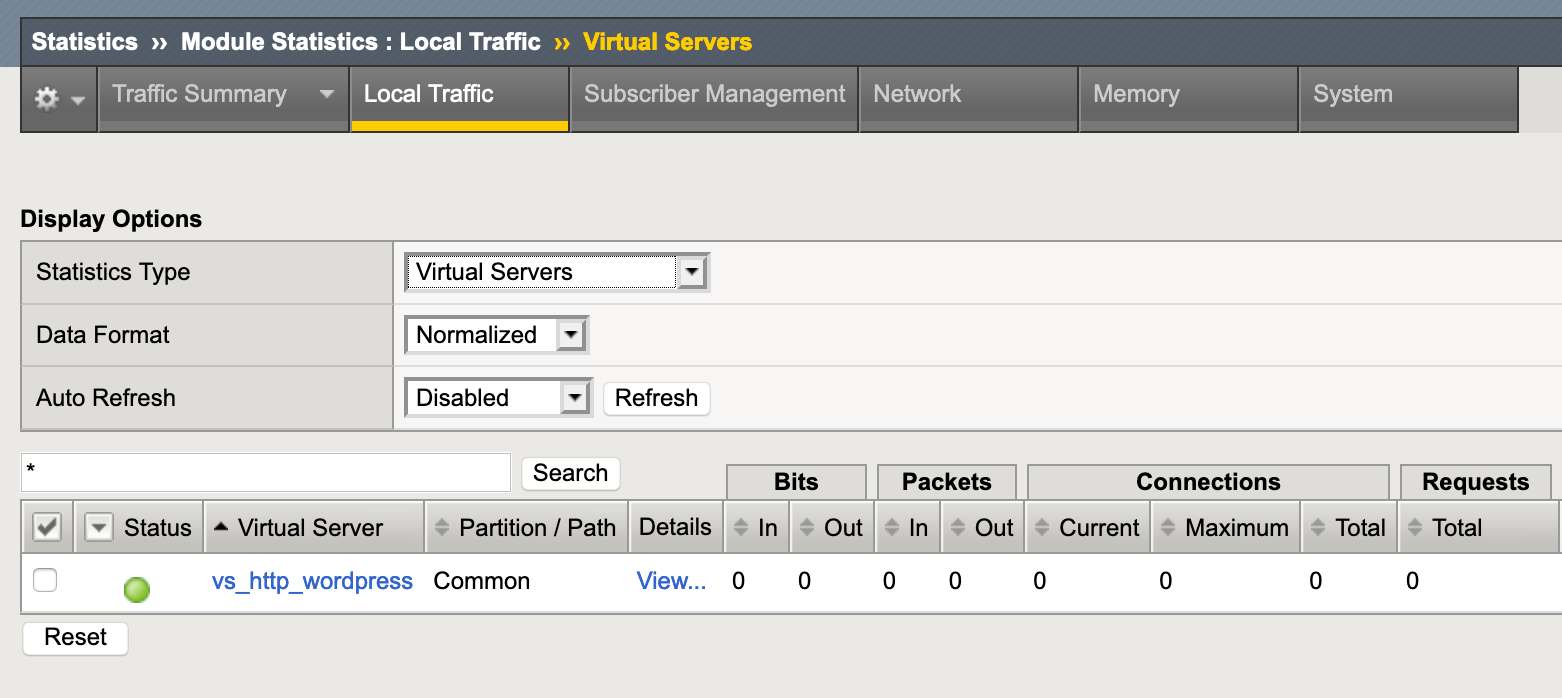 Statistics ›› Module Statistics : Local Traffic ›› Virtual Servers
Traffic Summary Local Traffic Subscriber Management Network Memory System
Display Options
Statistics Type Virtual Servers
Data Format Normalized
Auto Refresh Disabled Refresh
* Search Bits Packets Connections Requests
Status Virtual Server Partition / Path Details In Out In Out Current Maximum Total Total
vs_http_wordpress Common View... 0 0 0 0 0 0 0 0
Reset